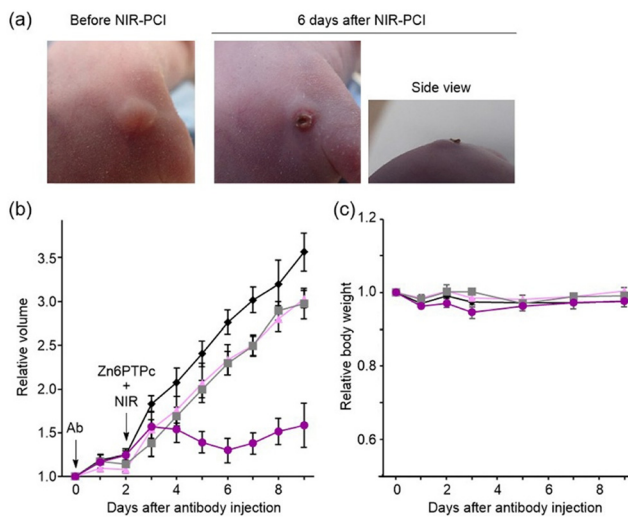 (a)
Before NIR-PCI
6 days after NIR-PCI
Side view
(b)
Relative volume
3.5
3.0
2.5
2.0
1.5
1.0
Ab
Zn6PTPc
+
NIR
0 2 4 6 8
Days after antibody injection
(c)
Relative body weight
1.2
1.0
0.8
0.6
0 2 4 6 8
Days after antibody injection